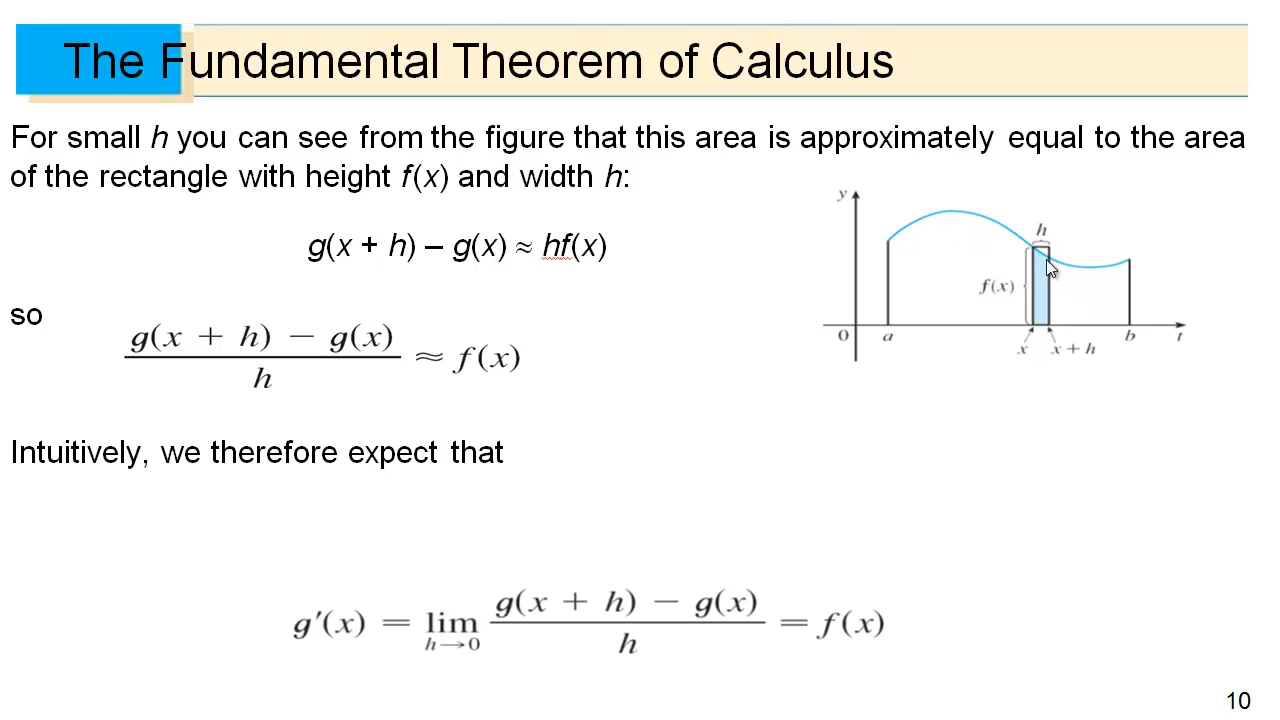 The Fundamental Theorem of Calculus
For small h you can see from the figure that this area is approximately equal to the area
of the rectangle with height f(x) and width h:
g(x + h) – g(x) ≈ hf(x)
so
g(x + h) − g(x)
h
≈ f(x)
y
h
f(x)
0
a
x
x + h
b
t
Intuitively, we therefore expect that
g′(x) = lim h→0 g(x + h) − g(x) / h = f(x)
10